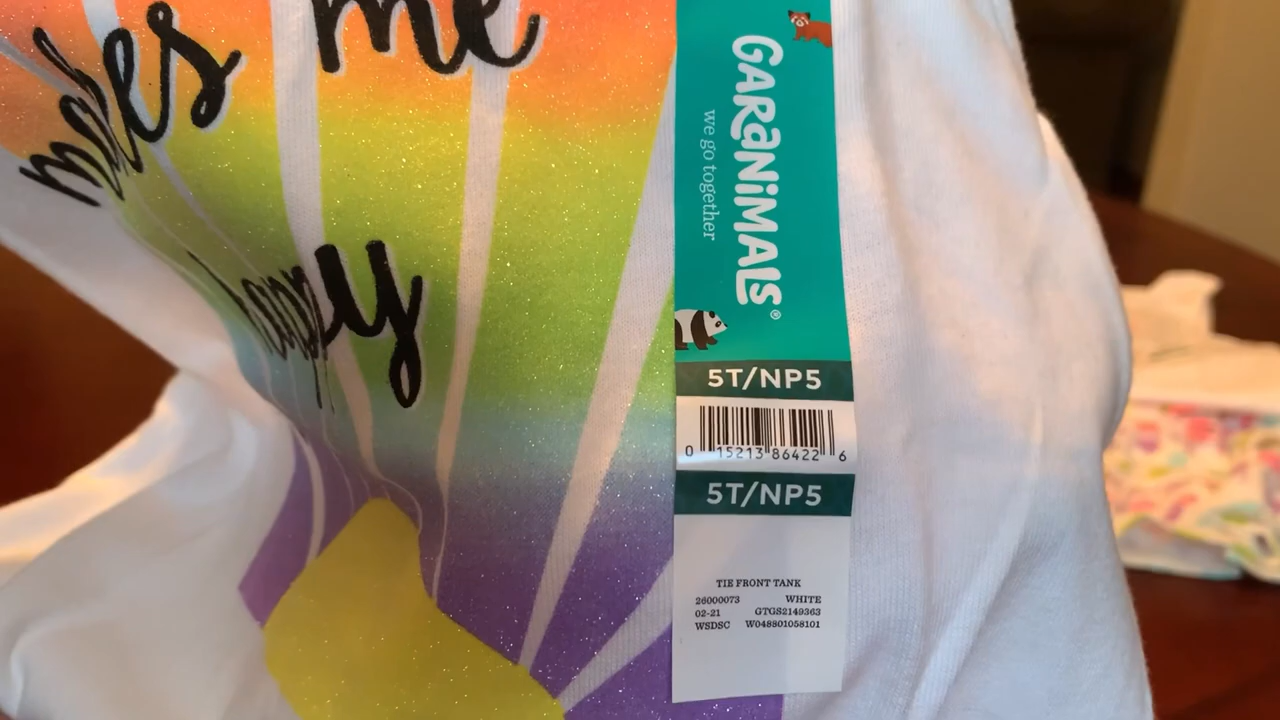 makes me
happy
GARANiMALS®
we go together
5T/NP5
0 15213 86422 6
5T/NP5
TIE FRONT TANK
26000073 WHITE
02-21 GTGS2149363
WSDSC W048801058101